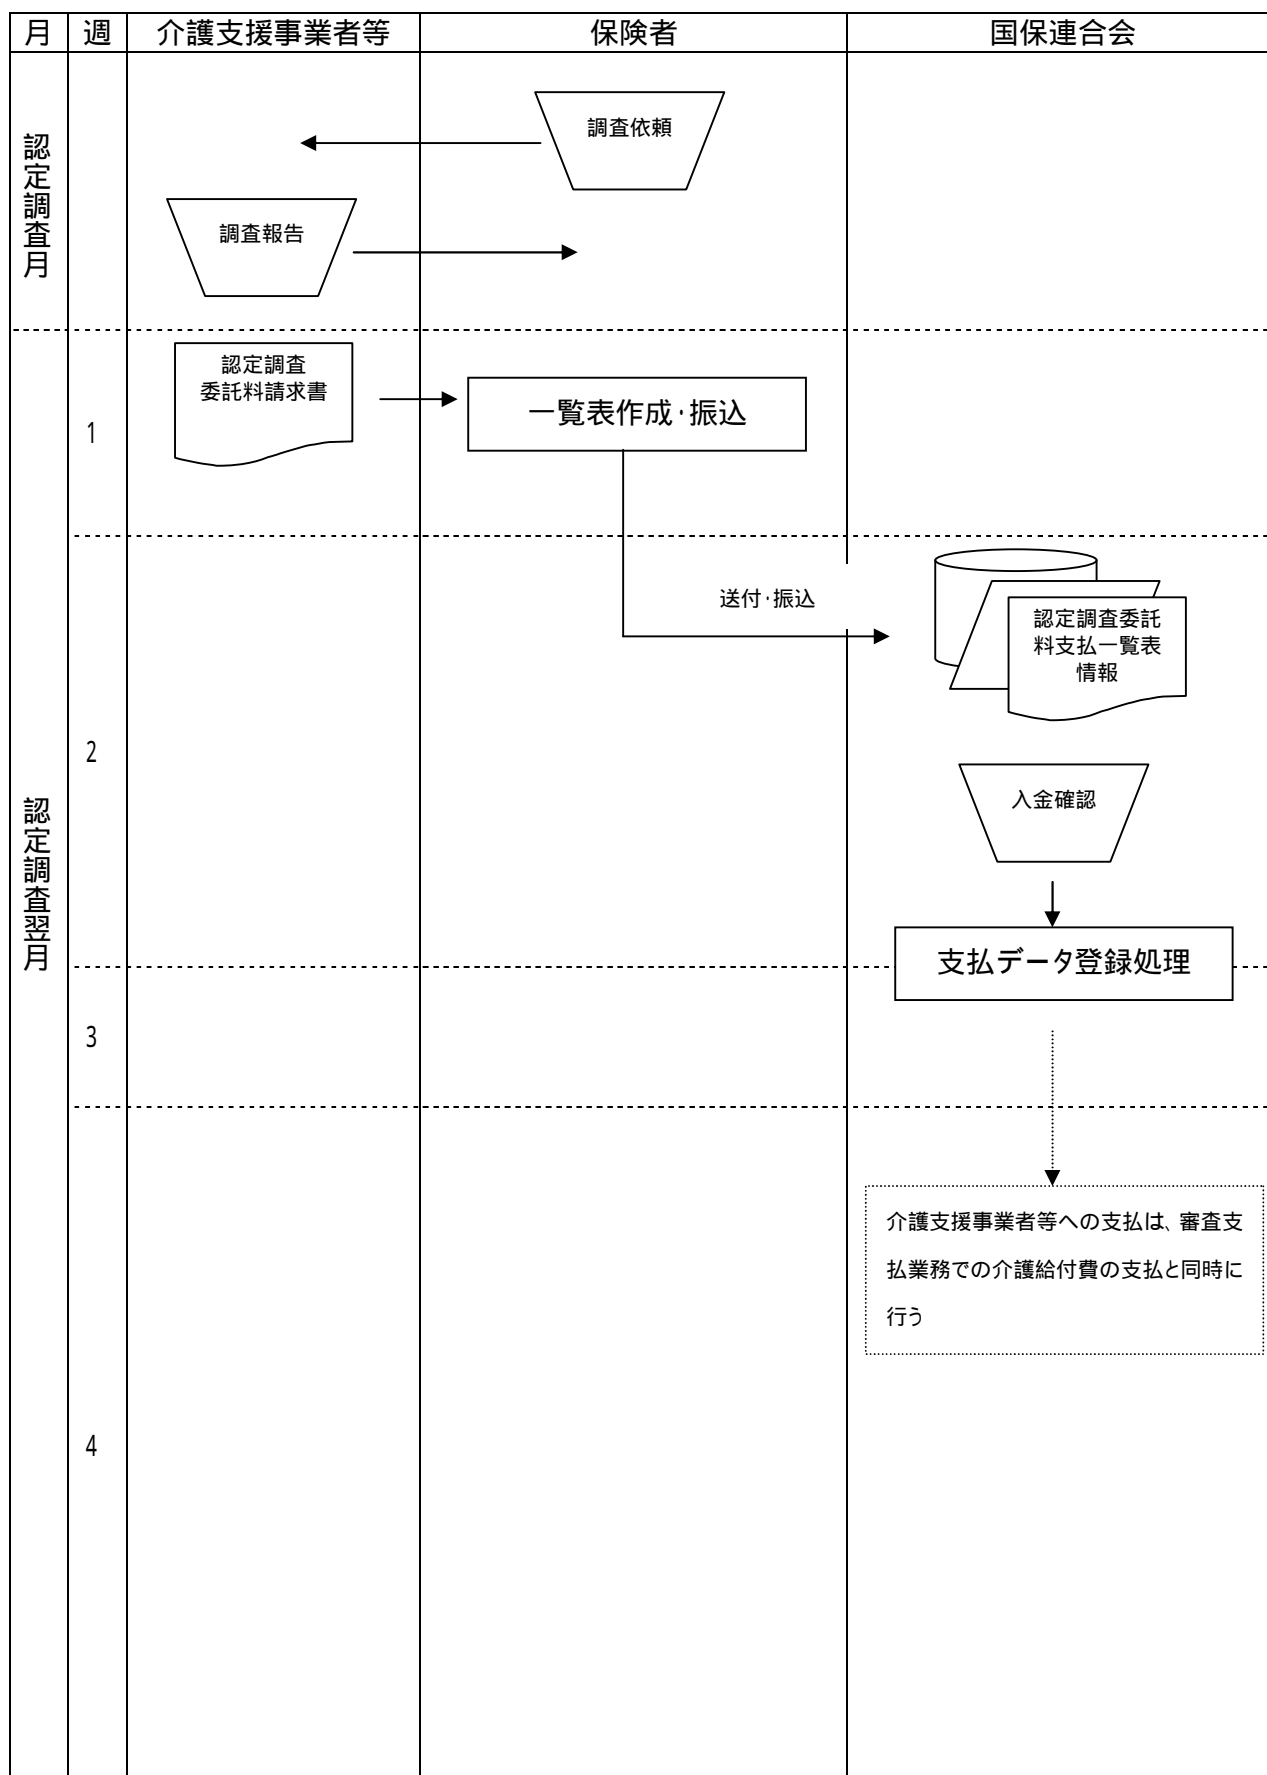 月 週 介護支援事業者等 保険者 国保連合会
認定調査月
調査依頼
調査報告
認定調査翌月
1
認定調査
委託料請求書
一覧表作成・振込
2
送付・振込
認定調査委託
料支払一覧表
情報
入金確認
支払データ登録処理
3
4
介護支援事業者等への支払は、審査支
払業務での介護給付費の支払と同時に
行う